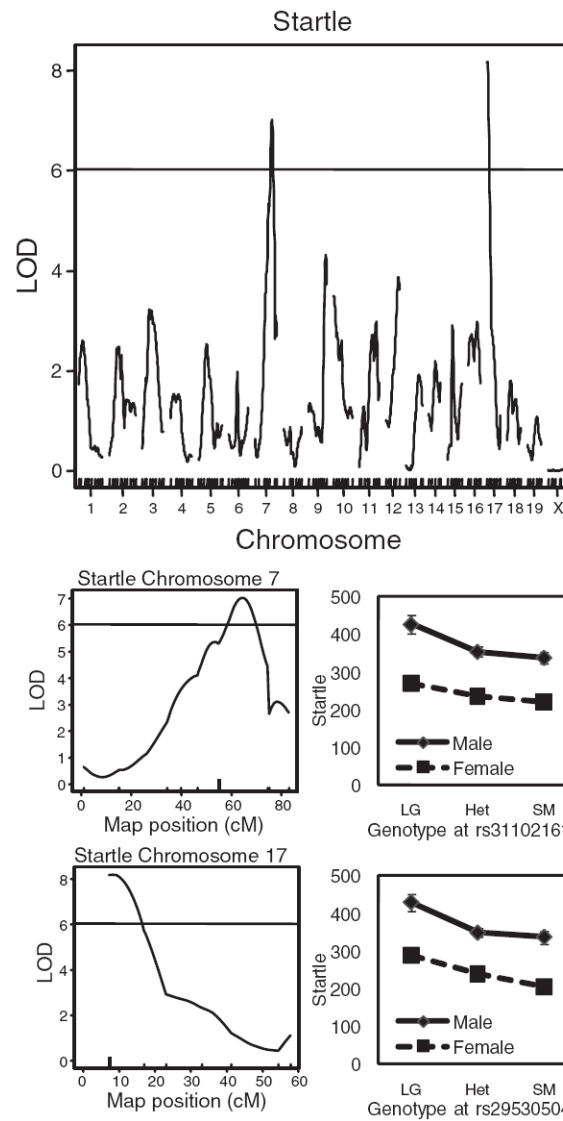 Startle
LOD
8
6
4
2
0
1 2 3 4 5 6 7 8 9 10 11 12 13 14 15 16 17 18 19 X
Chromosome
Startle Chromosome 7
LOD
7
6
5
4
3
2
1
0
0 20 40 60 80
Map position (cM)
Startle
500
400
300
200
100
0
Male
Female
LG Het SM
Genotype at
Startle Chromosome 17
LOD
8
6
4
2
0
0 10 20 30 40 50 60
Map position (cM)
Startle
500
400
300
200
100
0
Male
Female
LG Het SM
Genotype at